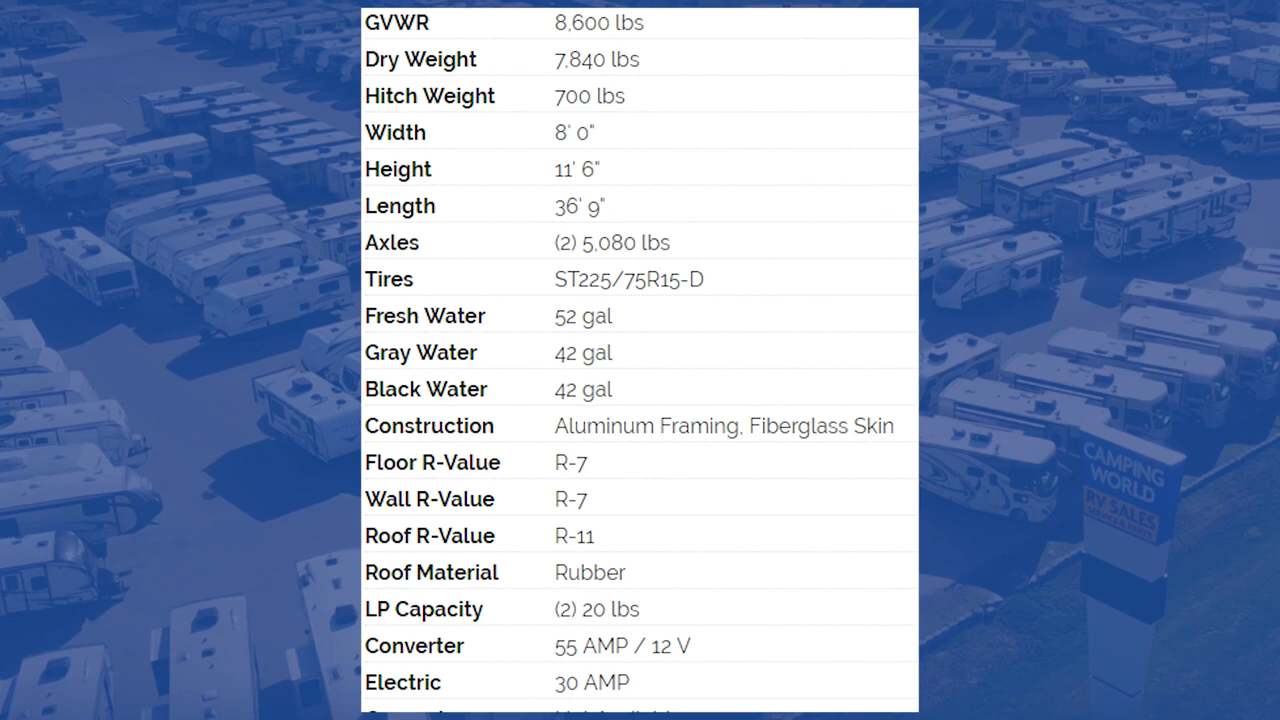 GVWR 8,600 lbs
Dry Weight 7,840 lbs
Hitch Weight 700 lbs
Width 8' 0"
Height 11' 6"
Length 36' 9"
Axles (2) 5,080 lbs
Tires ST225/75R15-D
Fresh Water 52 gal
Gray Water 42 gal
Black Water 42 gal
Construction Aluminum Framing, Fiberglass Skin
Floor R-Value R-7
Wall R-Value R-7
Roof R-Value R-11
Roof Material Rubber
LP Capacity (2) 20 lbs
Converter 55 AMP / 12 V
Electric 30 AMP
CAMPING
WORLD
RV SALES